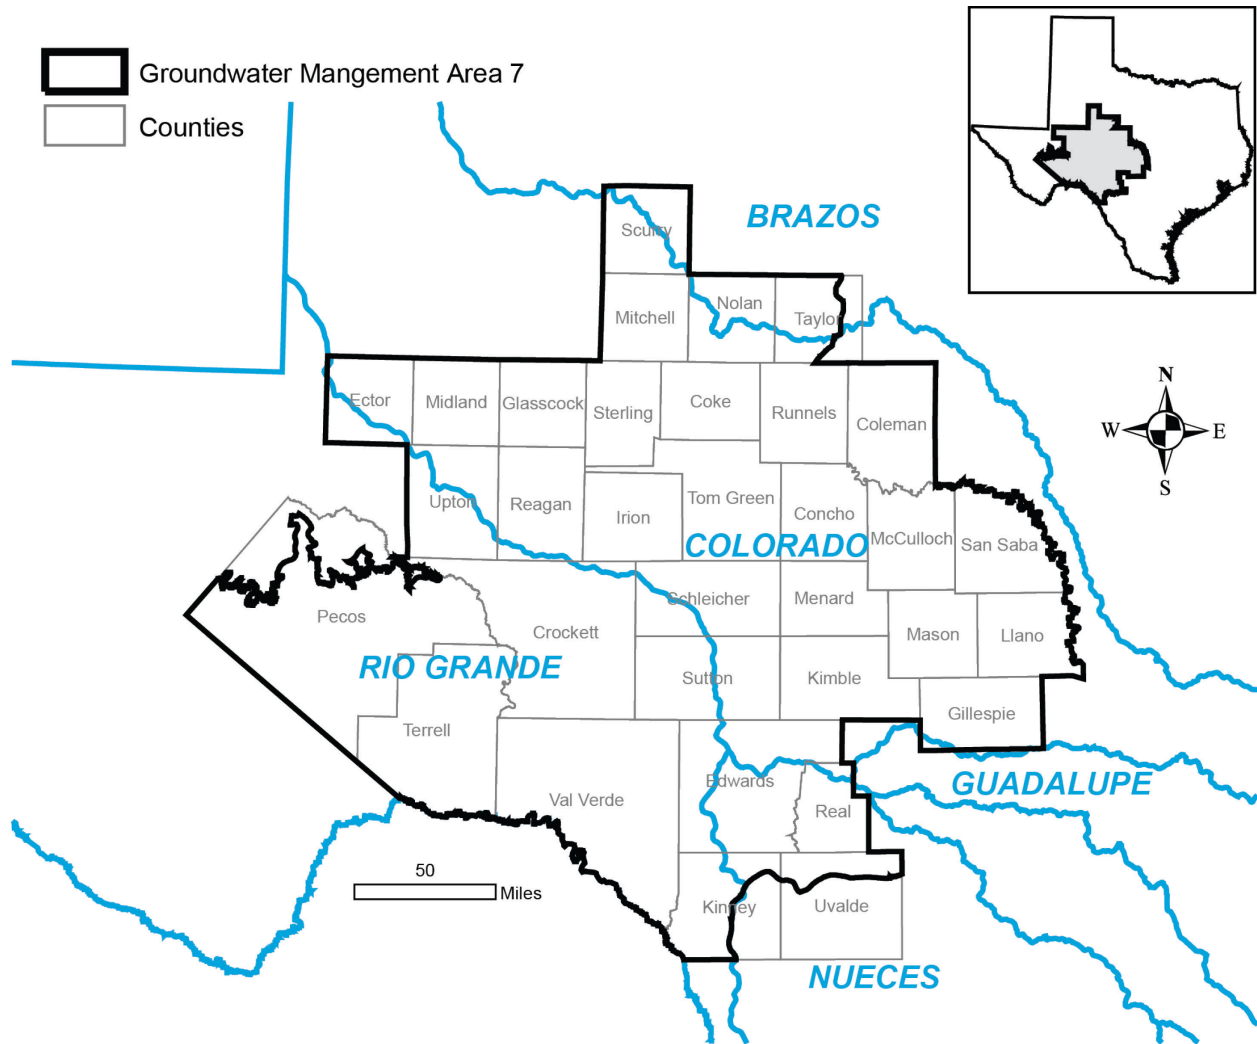 Groundwater Mangement Area 7
Counties
BRAZOS
Scurry
Nolan
Mitchell
Taylor
Ector
Midland
Glasscock
Sterling
Coke
Runnels
Coleman
N
W
E
S
Upton
Reagan
Irion
Tom Green
Concho
McCulloch
San Saba
COLORADO
Pecos
Crockett
Schleicher
Menard
Mason
Llano
RIO GRANDE
Sutton
Kimble
Gillespie
Terrell
Val Verde
Edwards
Real
GUADALUPE
50
Miles
Kinney
Uvalde
NUECES